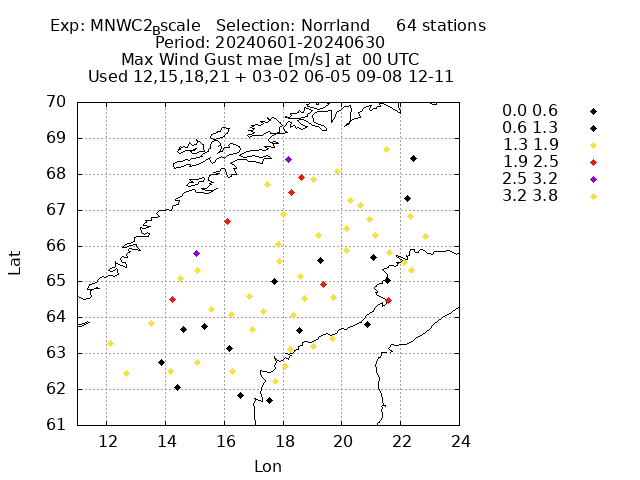 Exp: MNWC2_Bscale   Selection: Norrland     64 stations
Period: 20240601-20240630
Max Wind Gust mae [m/s] at  00 UTC
Used 12,15,18,21 + 03-02 06-05 09-08 12-11
70
69
68
67
66
65
64
63
62
61
Lat
12 14 16 18 20 22 24
Lon
0.0 0.6
0.6 1.3
1.3 1.9
1.9 2.5
2.5 3.2
3.2 3.8